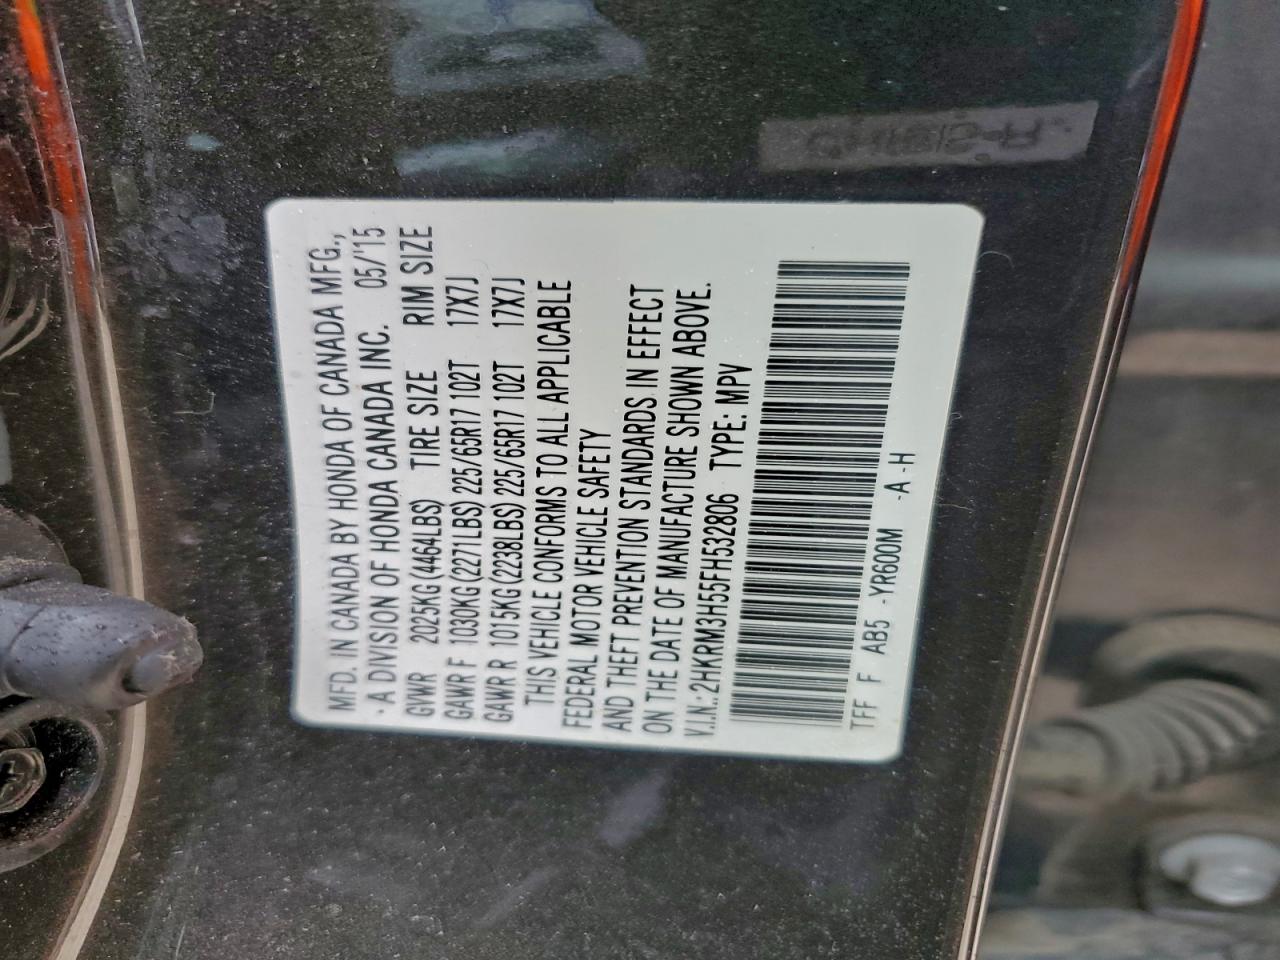 MFD. IN CANADA BY HONDA OF CANADA MFG.,
-A DIVISION OF HONDA CANADA INC. 05/'15
GVWR 2025KG(4464LBS) TIRE SIZE RIM SIZE
GAWR F 1030KG(2271LBS) 225/65R17 102T 17X7J
GAWR R 1015KG(2238LBS) 225/65R17 102T 17X7J
THIS VEHICLE CONFORMS TO ALL APPLICABLE
FEDERAL MOTOR VEHICLE SAFETY
AND THEFT PREVENTION STANDARDS IN EFFECT
ON THE DATE OF MANUFACTURE SHOWN ABOVE.
V.I.N.: 2HKRM3H55FH532806 TYPE: MPV
TFF F AB5 -YR600M -A -H